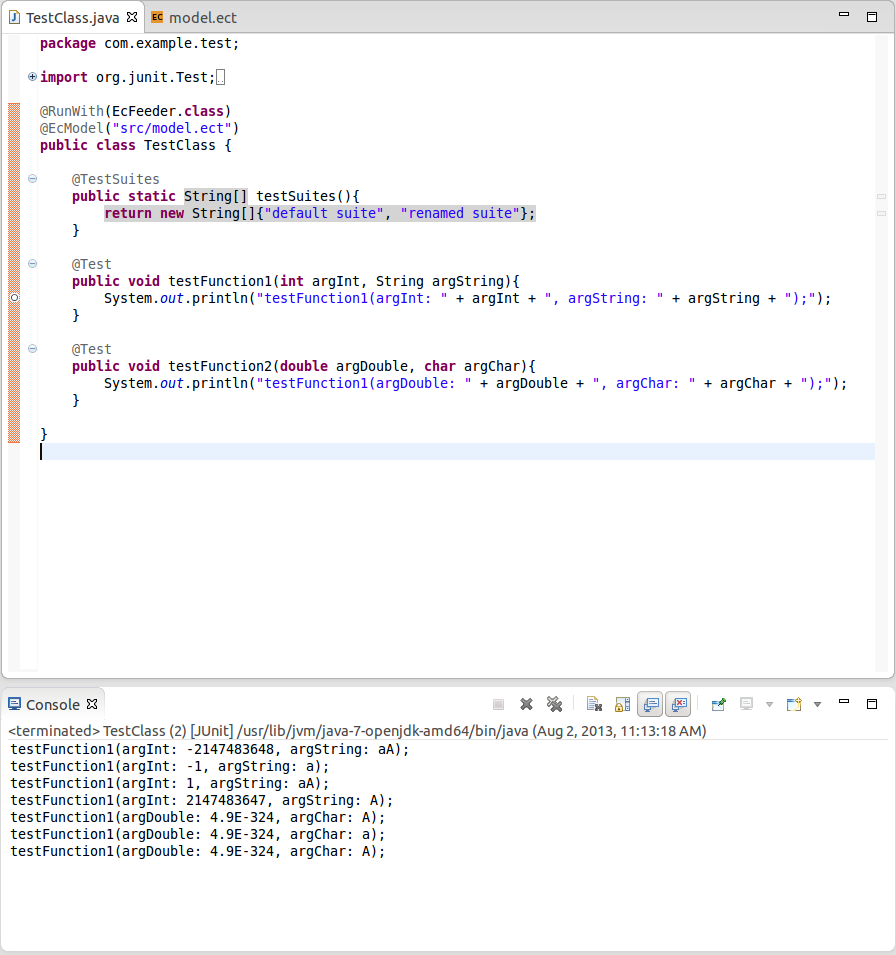 TestClass.java
EC model.ect
package com.example.test;
import org.junit.Test;
@RunWith(EcFeeder.class)
@EcModel("src/model.ect")
public class TestClass {
@TestSuites
public static String[] testSuites(){
return new String[]{"default suite", "renamed suite"};
}
@Test
public void testFunction1(int argInt, String argString){
System.out.println("testFunction1(argInt: " + argInt + ", argString: " + argString + ");");
}
@Test
public void testFunction2(double argDouble, char argChar){
System.out.println("testFunction1(argDouble: " + argDouble + ", argChar: " + argChar + ");");
}
}
Console
<terminated> TestClass (2) [JUnit] /usr/lib/jvm/java-7-openjdk-amd64/bin/java (Aug 2, 2013, 11:13:18 AM)
testFunction1(argInt: -2147483648, argString: aA);
testFunction1(argInt: -1, argString: a);
testFunction1(argInt: 1, argString: aA);
testFunction1(argInt: 2147483647, argString: A);
testFunction1(argDouble: 4.9E-324, argChar: A);
testFunction1(argDouble: 4.9E-324, argChar: a);
testFunction1(argDouble: 4.9E-324, argChar: A);